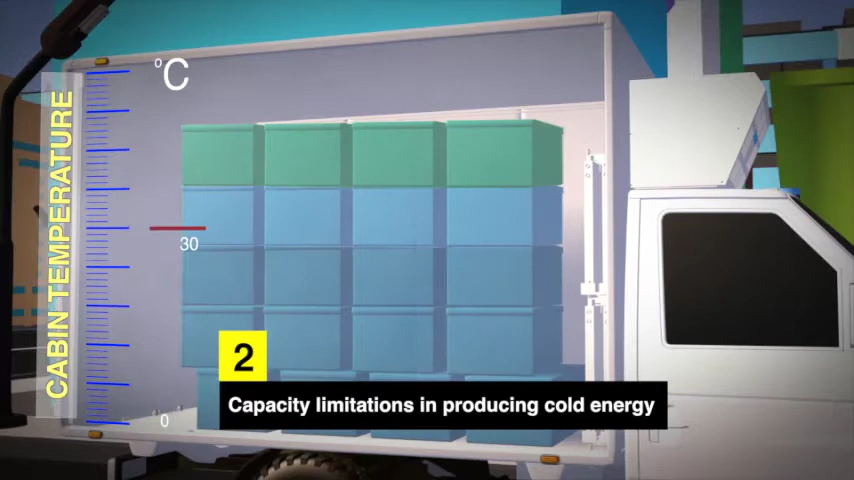 °C
CABIN TEMPERATURE
30
2
Capacity limitations in producing cold energy
0